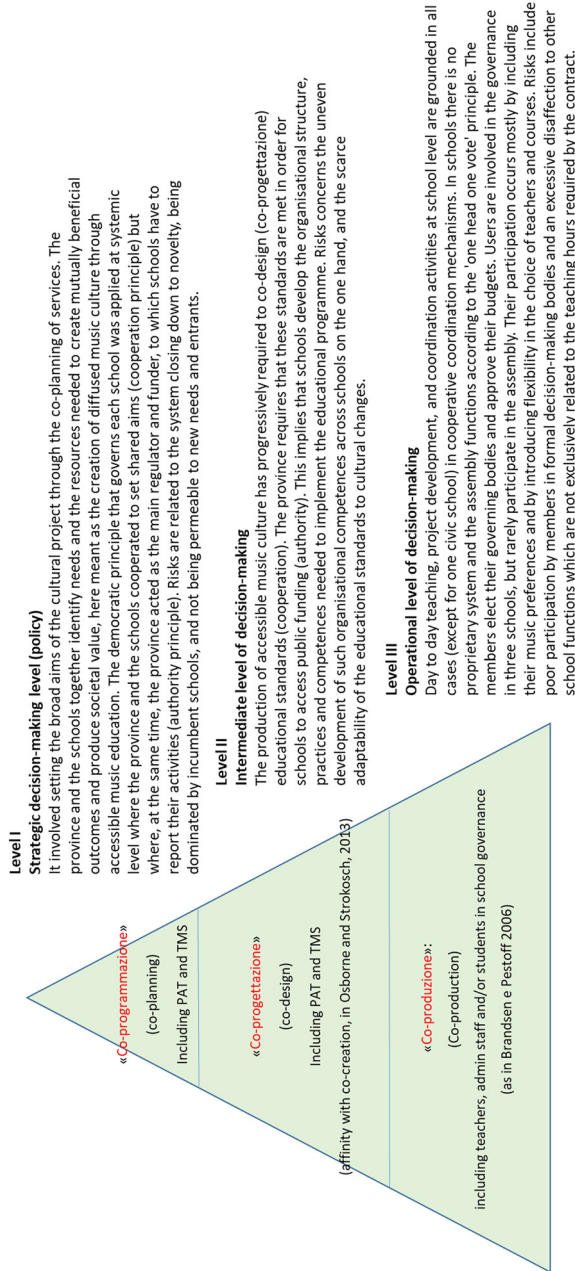 Level I
Strategic decision-making level (policy)
It involved setting the broad aims of the cultural project through the co-planning of services. The
province and the schools together identify needs and the resources needed to create mutually beneficial
outcomes and produce societal value, here meant as the creation of diffused music culture through
accessible music education. The democratic principle that governs each school was applied at systemic
level where the province and the schools cooperated to set shared aims (cooperation principle) but
where, at the same time, the province acted as the main regulator and funder, to which schools have to
report their activities (authority principle). Risks are related to the system closing down to novelty, being
dominated by incumbent schools, and not being permeable to new needs and entrants.
«Co-programmazione»
(co-planning)
Including PAT and TMS
Level II
Intermediate level of decision-making
The production of accessible music culture has progressively required to co-design (co-progettazione)
educational standards (cooperation). The province requires that these standards are met in order for
schools to access public funding (authority). This implies that schools develop the organisational structure,
practices and competences needed to implement the educational programme. Risks concerns the uneven
development of such organisational competences across schools on the one hand, and the scarce
adaptability of the educational standards to cultural changes.
«Co-progettazione»
(co-design)
Including PAT and TMS
(affinity with co-creation, in Osborne and Strokosch, 2013)
Level III
Operational level of decision-making
Day to day teaching, project development, and coordination activities at school level are grounded in all
cases (except for one civic school) in cooperative coordination mechanisms. In schools there is no
proprietary system and the assembly functions according to the 'one head one vote' principle. The
members elect their governing bodies and approve their budgets. Users are involved in the governance
in three schools, but rarely participate in the assembly. Their participation occurs mostly by including
their music preferences and by introducing flexibility in the choice of teachers and courses. Risks include
poor participation by members in formal decision-making bodies and an excessive disaffection to other
school functions which are not exclusively related to the teaching hours required by the contract.
«Co-produzione»:
(Co-production)
including teachers, admin staff and/or students in school governance
(as in Brandsen e Pestoff 2006)